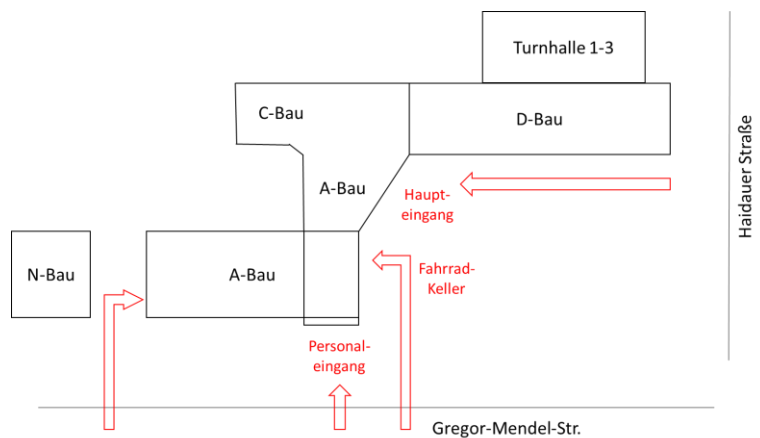 Turnhalle 1-3
C-Bau
D-Bau
A-Bau
Haupt-
eingang
Haidauer Straße
N-Bau
A-Bau
Fahrrad-
Keller
Personal-
eingang
Gregor-Mendel-Str.